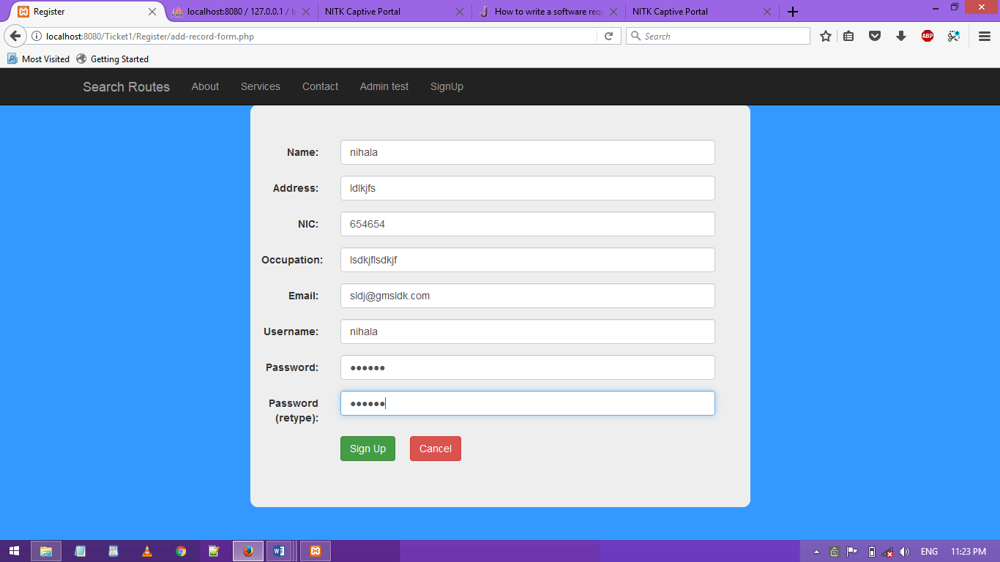 Register
localhost:8080 / 127.0.0.1 / b
NITK Captive Portal
How to write a software requ
NITK Captive Portal
localhost:8080/Ticket1/Register/add-record-form.php
Search
ABP
Most Visited
Getting Started
Search Routes
About
Services
Contact
Admin test
SignUp
Name:
nihala
Address:
ldlkjfs
NIC:
654654
Occupation:
lsdkjflsdkjf
Email:
sldj@gmsldk.com
Username:
nihala
Password:
●●●●●●
Password
(retype):
●●●●●●
Sign Up
Cancel
ENG
11:23 PM